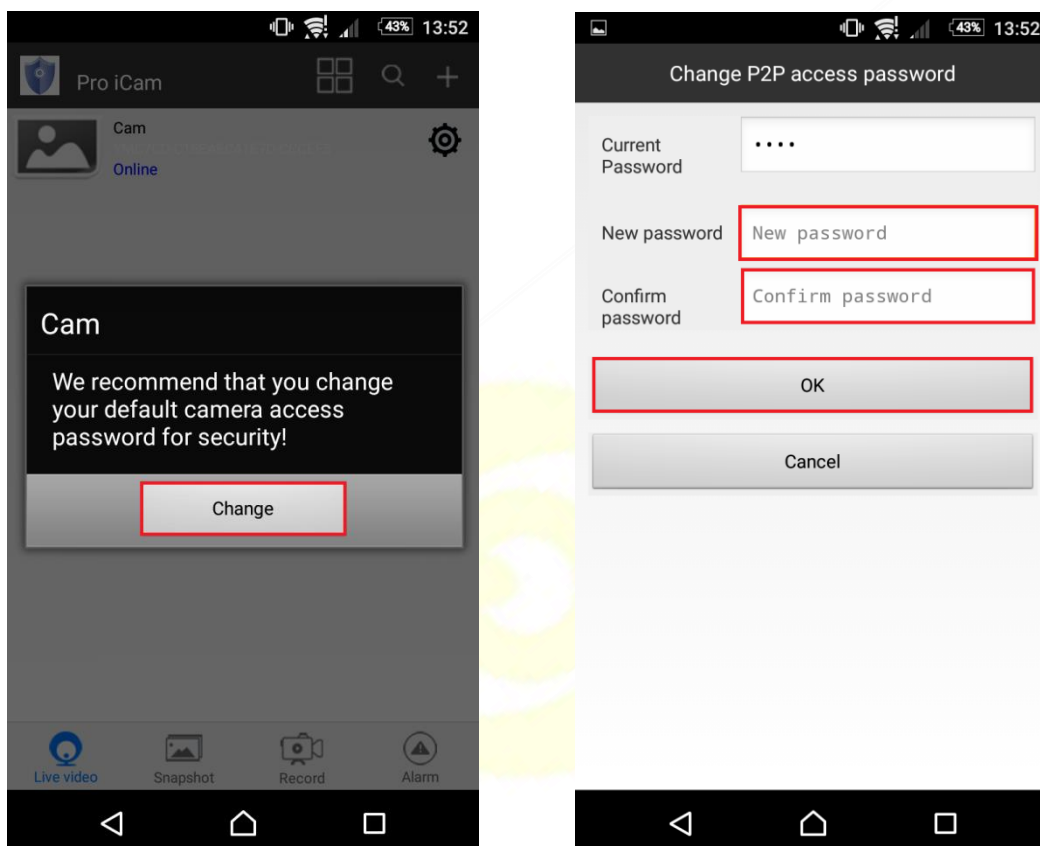 43% 13:52
Pro iCam
Cam
Online
Cam
We recommend that you change
your default camera access
password for security!
Change
Live video Snapshot Record Alarm
43% 13:52
Change P2P access password
Current
Password
••••
New password New password
Confirm
password
Confirm password
OK
Cancel